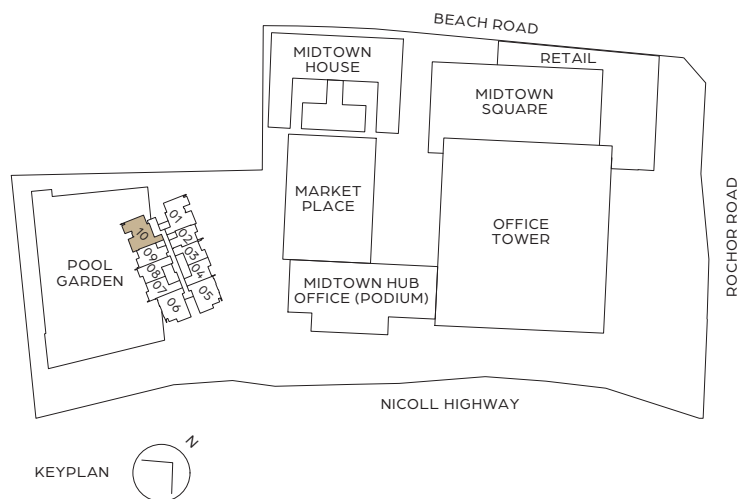 BEACH ROAD
MIDTOWN
HOUSE
RETAIL
MIDTOWN
SQUARE
MARKET
PLACE
OFFICE
TOWER
ROCHOR ROAD
01
02
03
04
05
10
09
08
07
06
POOL
GARDEN
MIDTOWN HUB
OFFICE (PODIUM)
NICOLL HIGHWAY
N
KEYPLAN